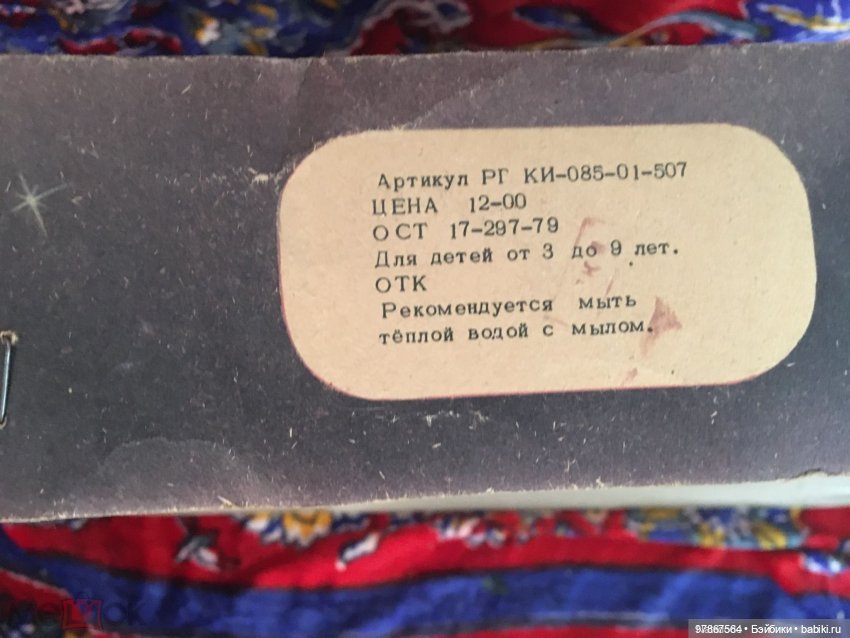 Артикул РГ КИ-085-01-507
ЦЕНА 12-00
ОСТ 17-297-79
Для детей от 3 до 9 лет.
ОТК
Рекомендуется мыть
тёплой водой с мылом.
97867564 • Бэйбики • babiki.ru